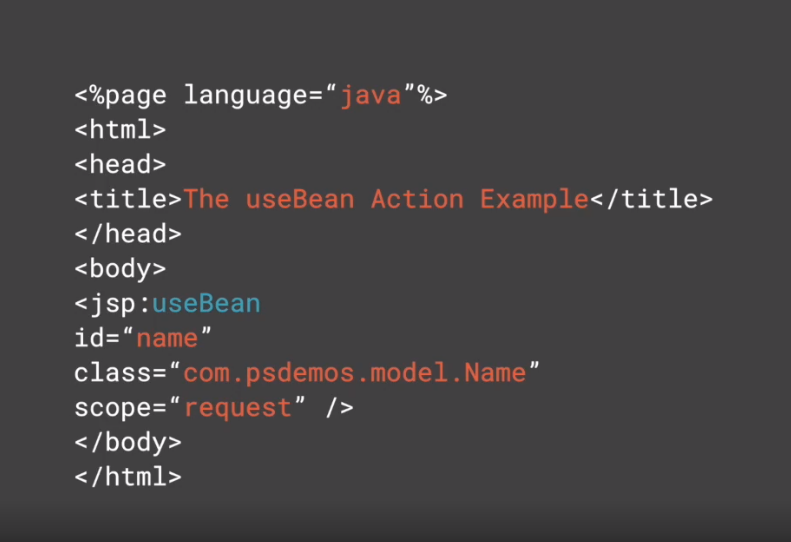 <%page language=“java”%>
<html>
<head>
<title>The useBean Action Example</title>
</head>
<body>
<jsp:useBean
id=“name”
class=“com.psdemos.model.Name”
scope=“request” />
</body>
</html>